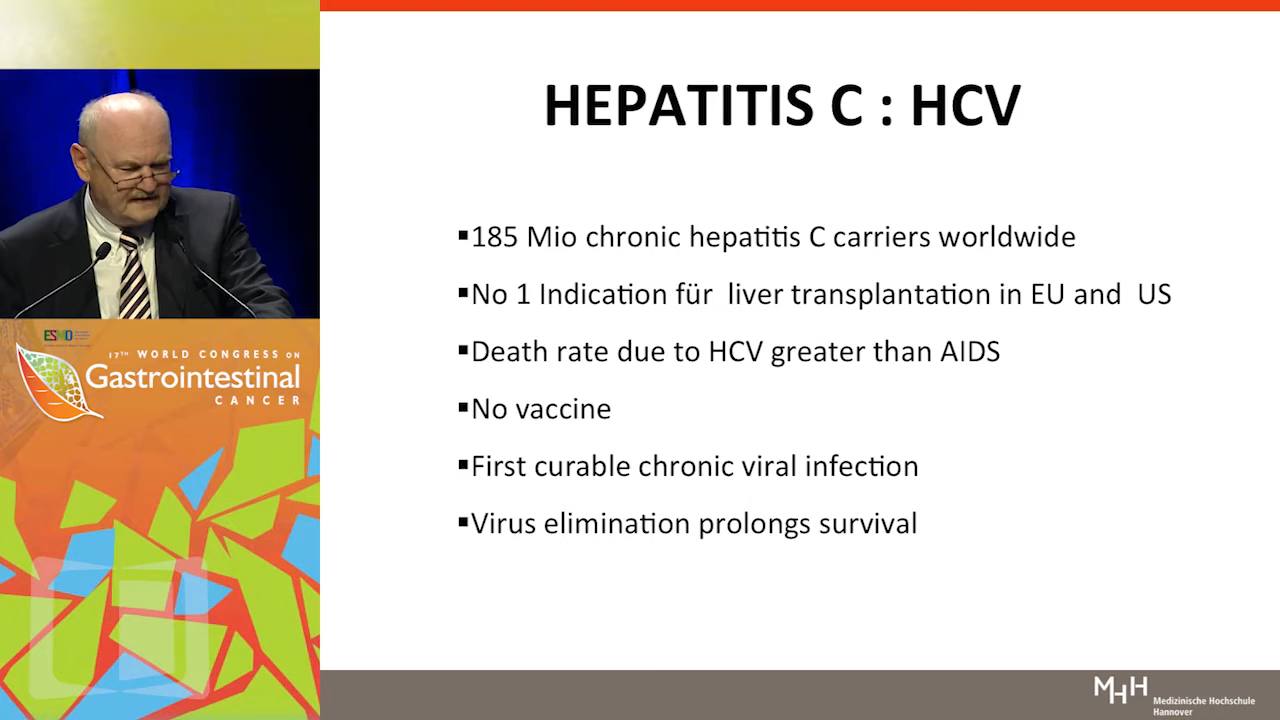 HEPATITIS C : HCV
▪185 Mio chronic hepatitis C carriers worldwide
▪No 1 Indication für liver transplantation in EU and US
▪Death rate due to HCV greater than AIDS
▪No vaccine
▪First curable chronic viral infection
▪Virus elimination prolongs survival
ESMO
17TH WORLD CONGRESS ON
Gastrointestinal
CANCER
MHH
Medizinische Hochschule
Hannover